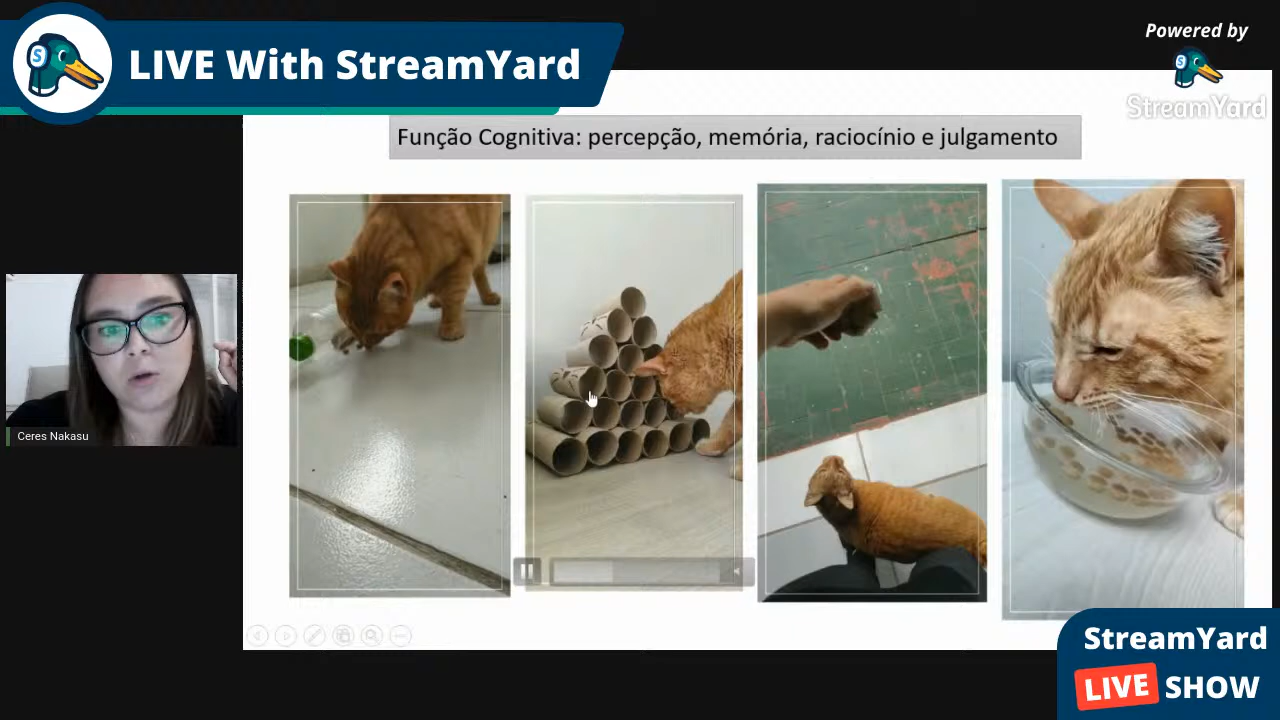 LIVE With StreamYard
Powered by
StreamYard
Função Cognitiva: percepção, memória, raciocínio e julgamento
Ceres Nakasu
StreamYard
LIVE SHOW